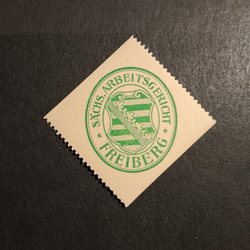 SÄCHS. ARBEITSGERICHT
* FREIBERG *